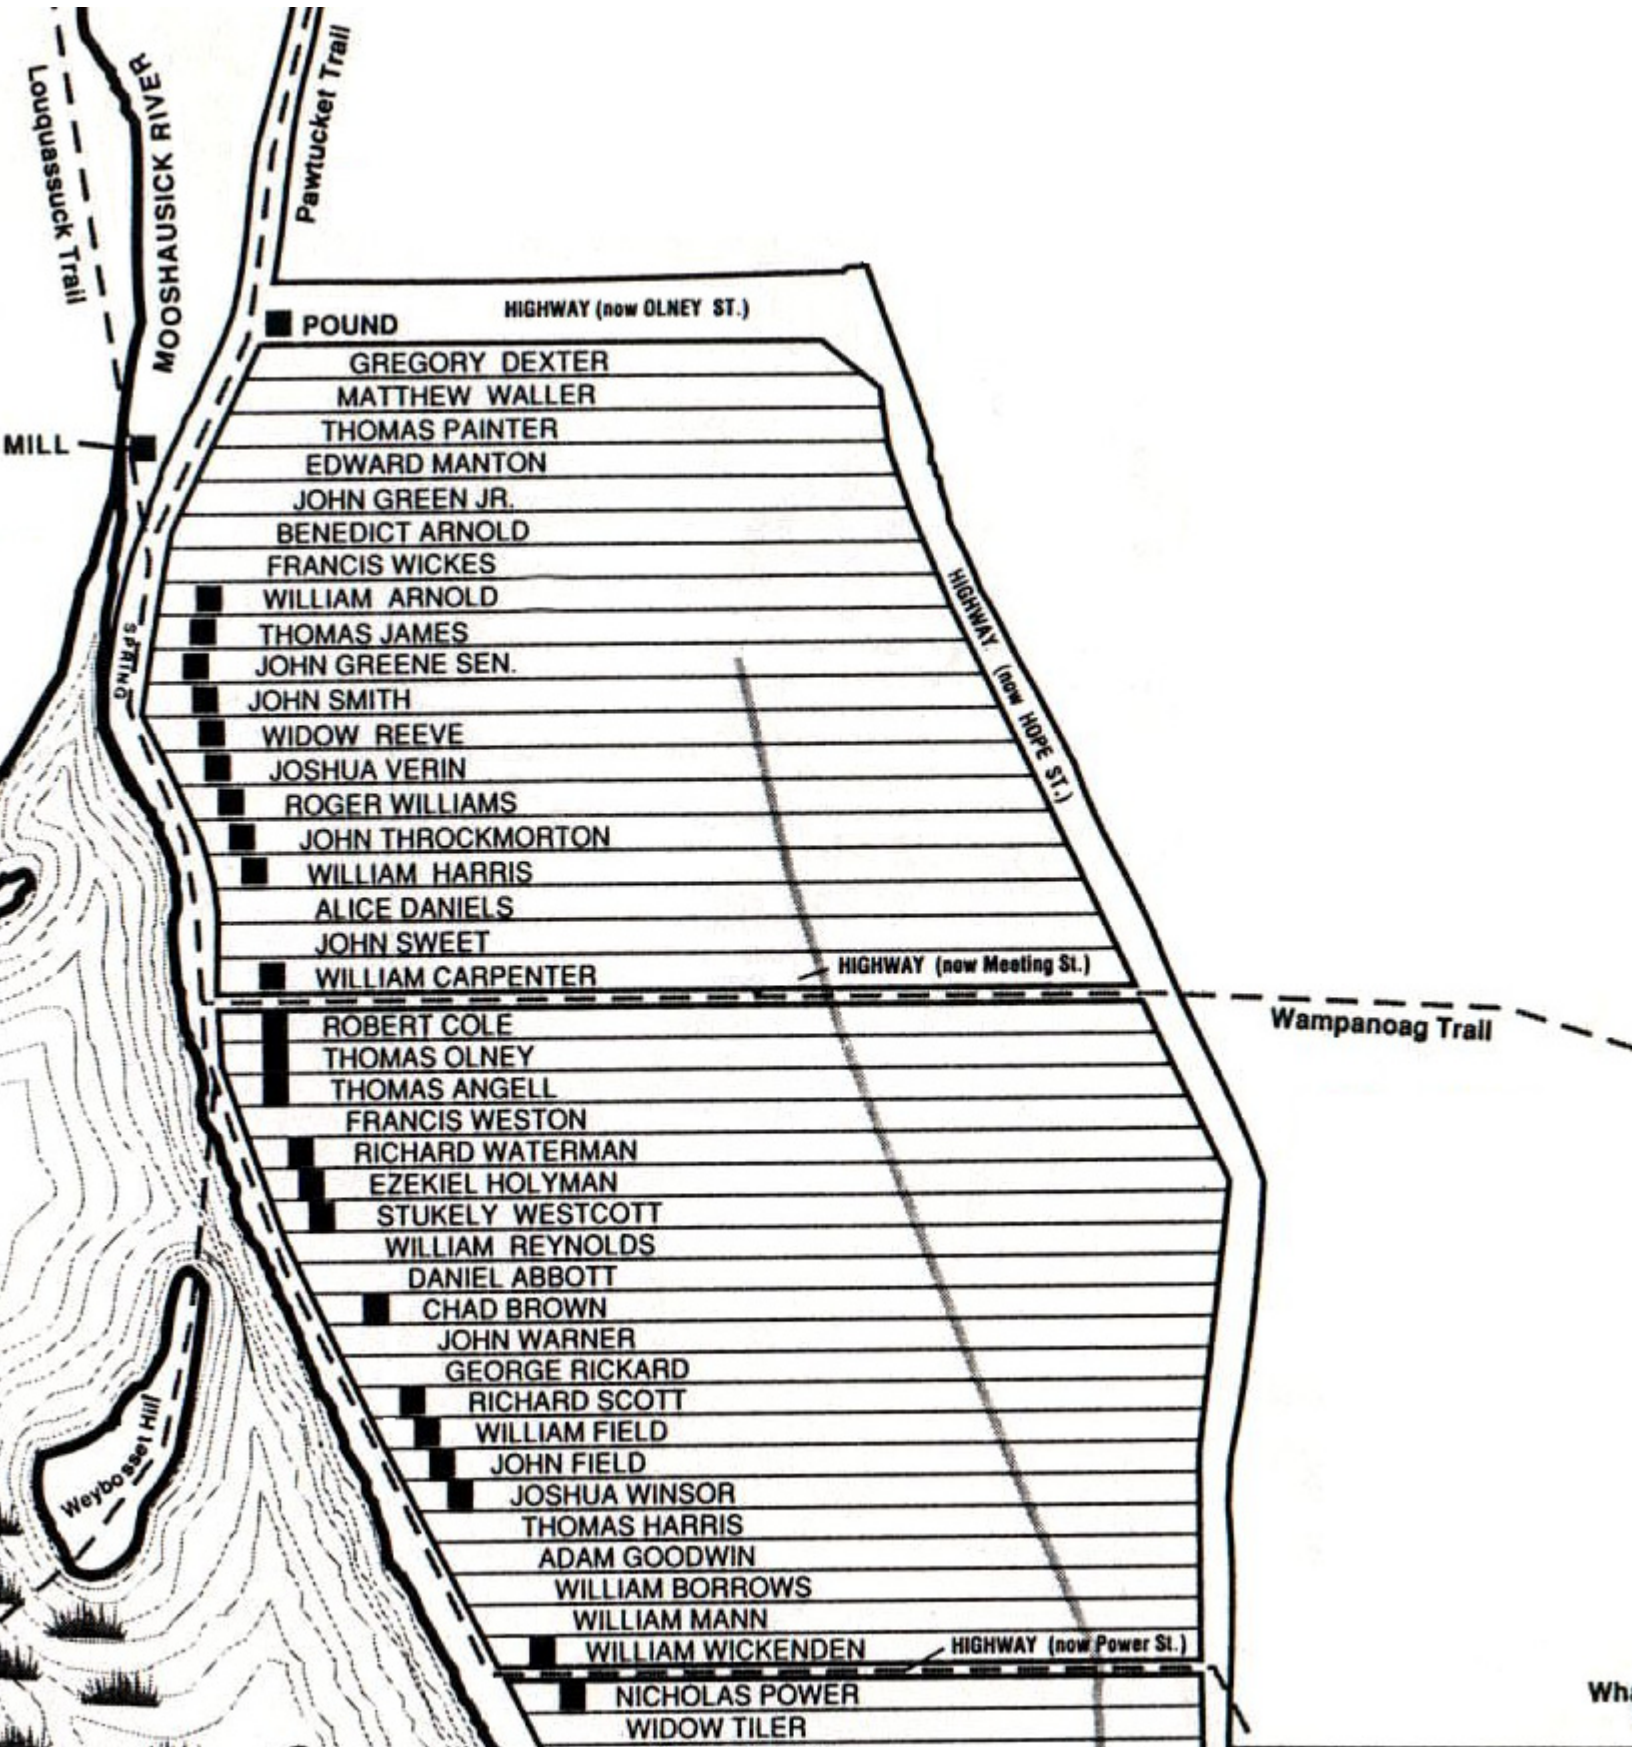 Louquassuck Trail
MOOSHAUSICK RIVER
Pawtucket Trail
HIGHWAY (now OLNEY ST.)
POUND
GREGORY DEXTER
MATTHEW WALLER
THOMAS PAINTER
MILL
EDWARD MANTON
JOHN GREEN JR.
BENEDICT ARNOLD
FRANCIS WICKES
WILLIAM ARNOLD
THOMAS JAMES
SPRING
JOHN GREENE SEN.
HIGHWAY. (now HOPE ST.)
JOHN SMITH
WIDOW REEVE
JOSHUA VERIN
ROGER WILLIAMS
JOHN THROCKMORTON
WILLIAM HARRIS
ALICE DANIELS
JOHN SWEET
WILLIAM CARPENTER
HIGHWAY (now Meeting St.)
Wampanoag Trail
ROBERT COLE
THOMAS OLNEY
THOMAS ANGELL
FRANCIS WESTON
RICHARD WATERMAN
EZEKIEL HOLYMAN
STUKELY WESTCOTT
WILLIAM REYNOLDS
DANIEL ABBOTT
CHAD BROWN
JOHN WARNER
GEORGE RICKARD
RICHARD SCOTT
WILLIAM FIELD
Weybosset Hill
JOHN FIELD
JOSHUA WINSOR
THOMAS HARRIS
ADAM GOODWIN
WILLIAM BORROWS
WILLIAM MANN
WILLIAM WICKENDEN
HIGHWAY (now Power St.)
NICHOLAS POWER
WIDOW TILER